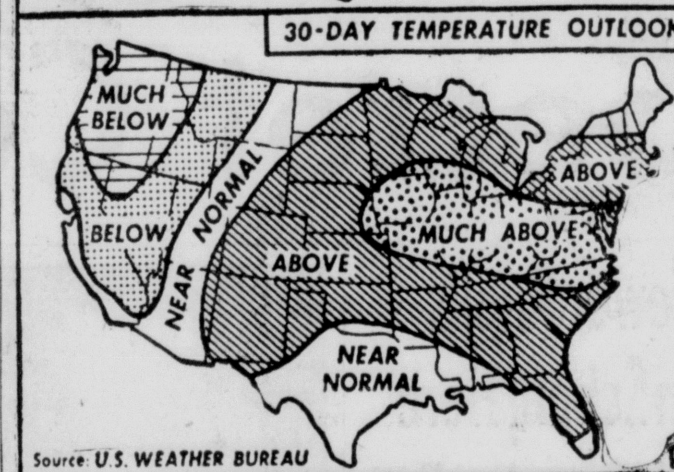 30-DAY TEMPERATURE OUTLOOK
MUCH
BELOW
BELOW
NEAR NORMAL
ABOVE
MUCH ABOVE
ABOVE
NEAR
NORMAL
Source: U.S. WEATHER BUREAU